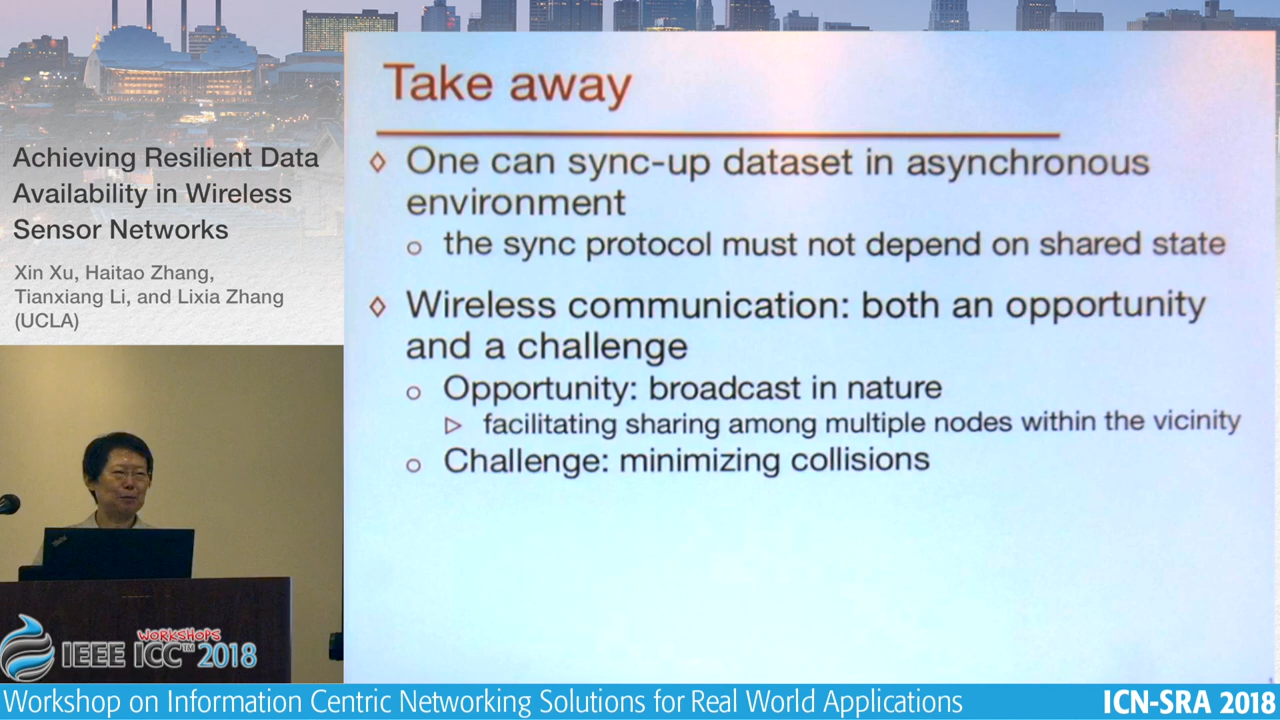 Achieving Resilient Data
Availability in Wireless
Sensor Networks
Xin Xu, Haitao Zhang,
Tianxiang Li, and Lixia Zhang
(UCLA)
Take away
◊ One can sync-up dataset in asynchronous
environment
○ the sync protocol must not depend on shared state
◊ Wireless communication: both an opportunity
and a challenge
○ Opportunity: broadcast in nature
▷ facilitating sharing among multiple nodes within the vicinity
○ Challenge: minimizing collisions
WORKSHOPS
IEEE ICC™ 2018
Workshop on Information Centric Networking Solutions for Real World Applications
ICN-SRA 2018